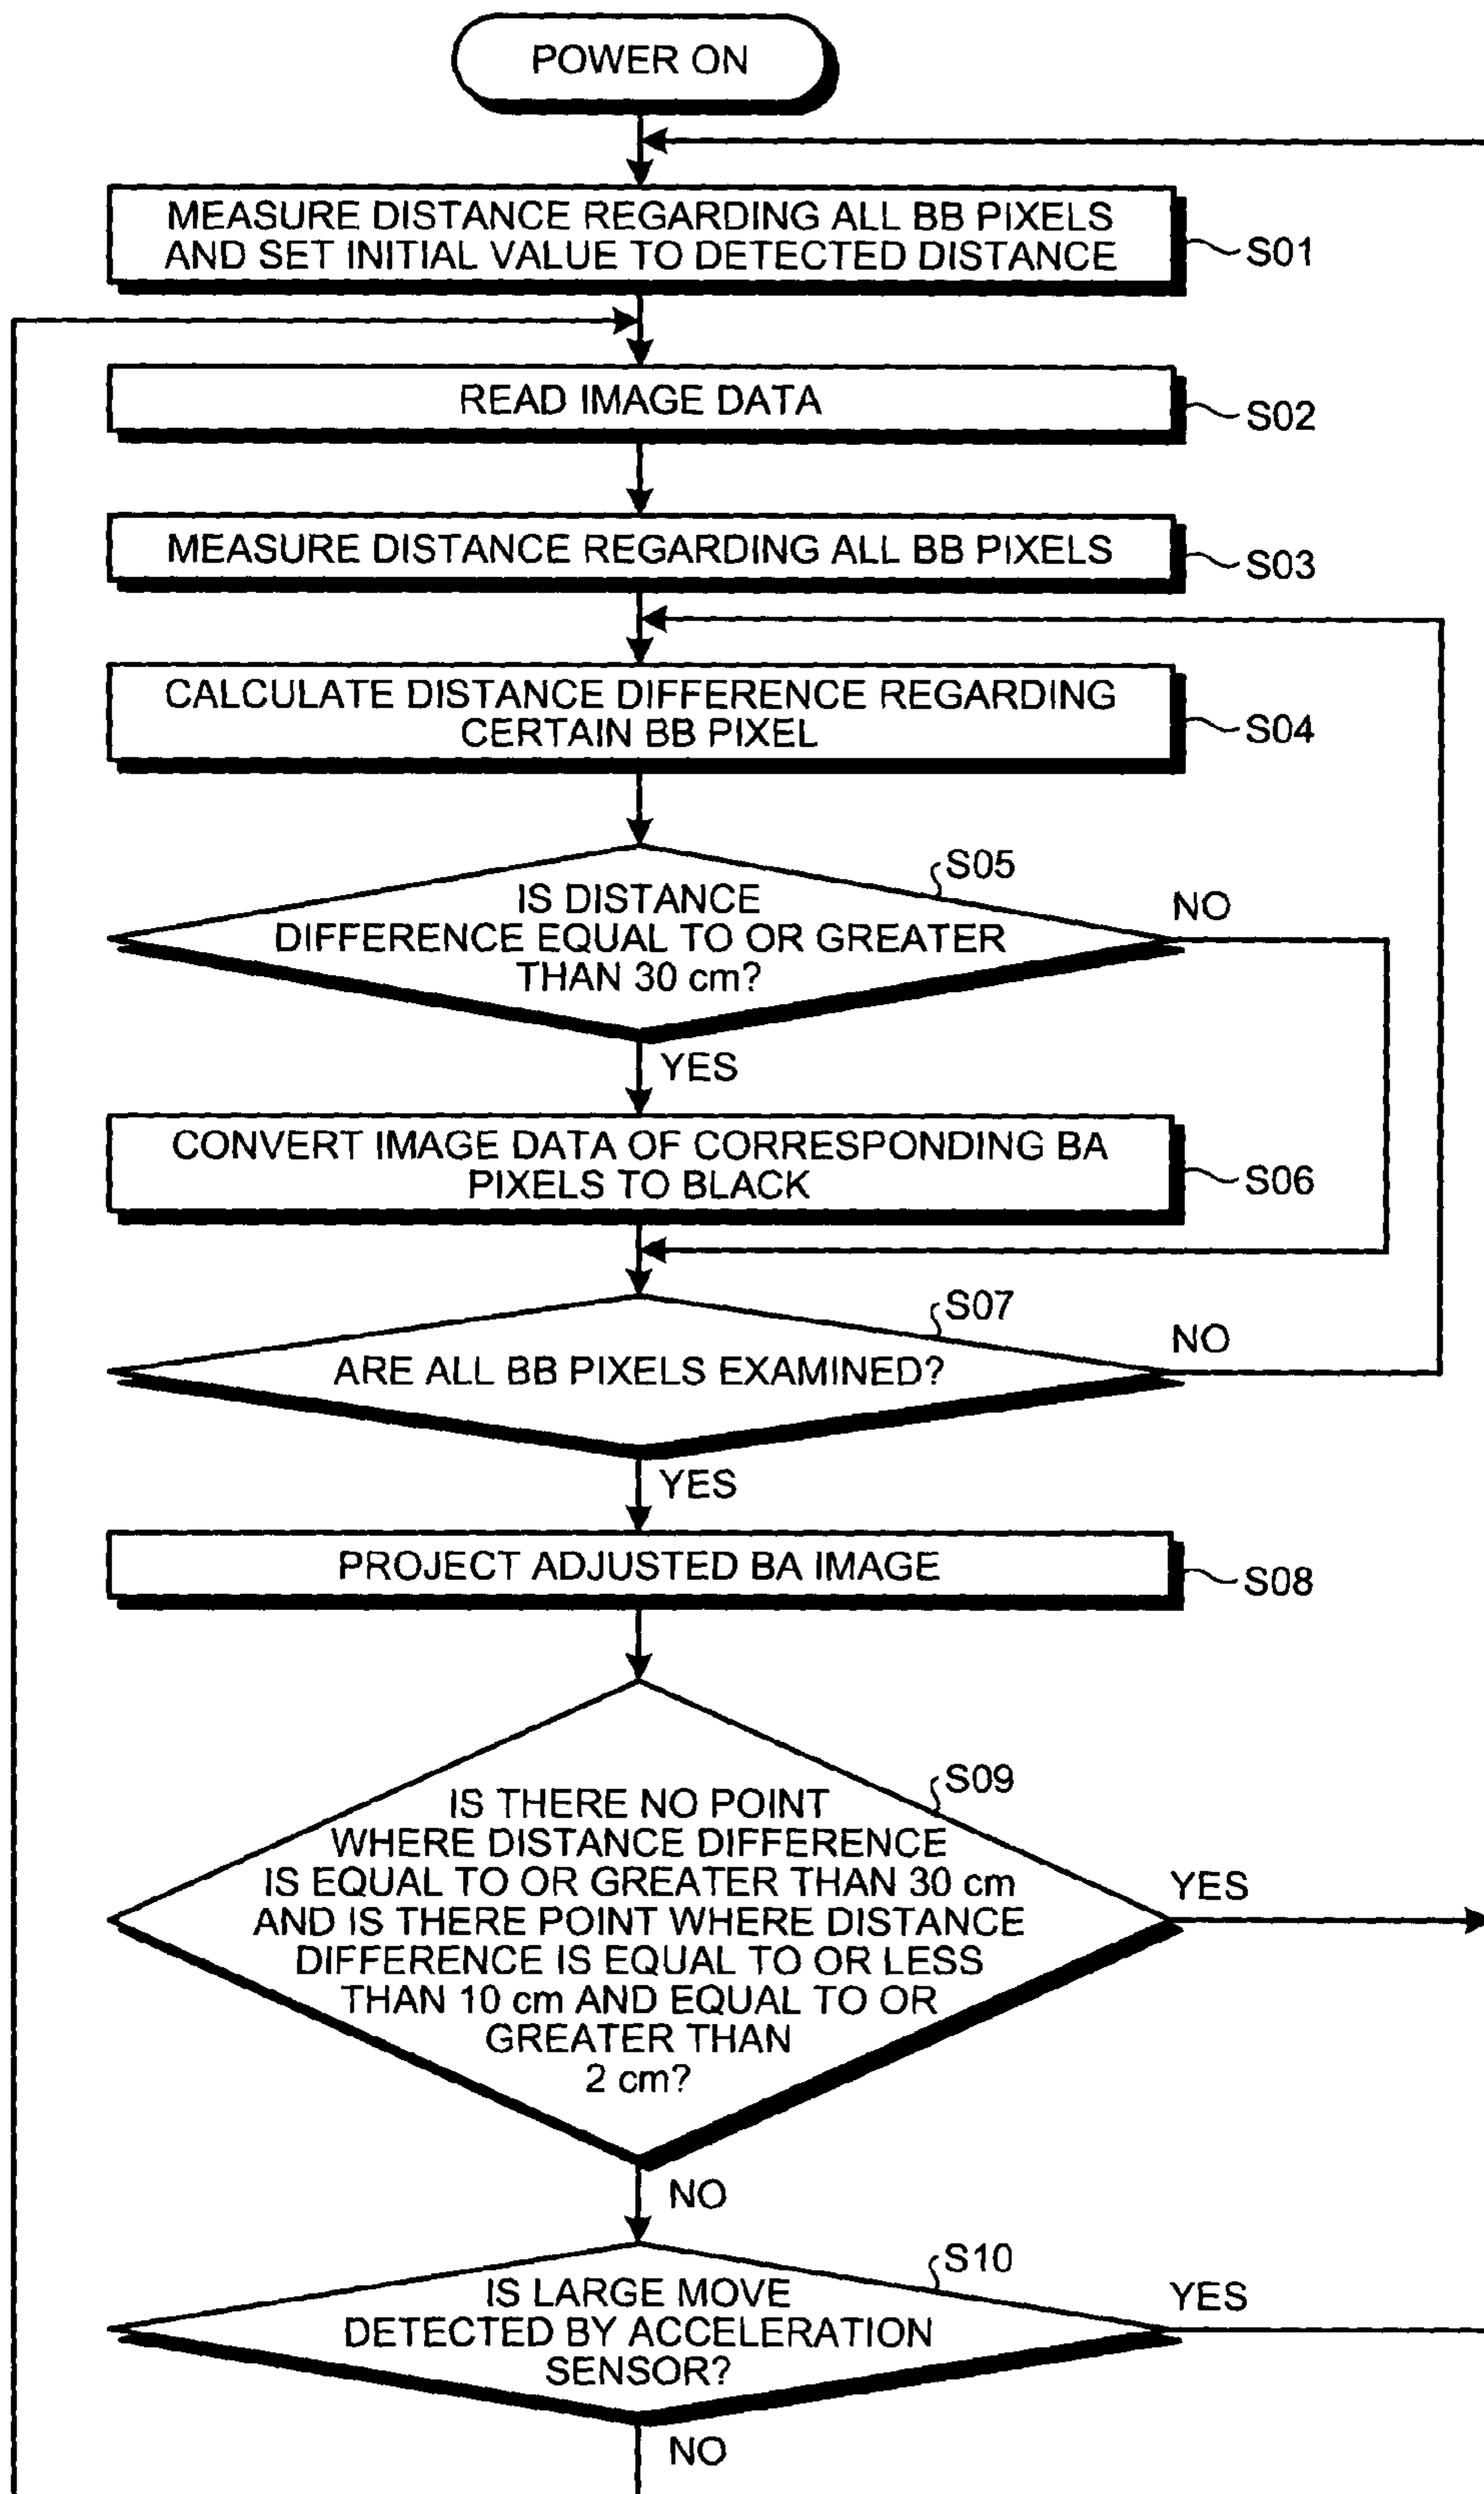 POWER ON
MEASURE DISTANCE REGARDING ALL BB PIXELS
AND SET INITIAL VALUE TO DETECTED DISTANCE
S01
READ IMAGE DATA
S02
MEASURE DISTANCE REGARDING ALL BB PIXELS
S03
CALCULATE DISTANCE DIFFERENCE REGARDING
CERTAIN BB PIXEL
S04
S05
IS DISTANCE
DIFFERENCE EQUAL TO OR GREATER
THAN 30 cm?
NO
YES
CONVERT IMAGE DATA OF CORRESPONDING BA
PIXELS TO BLACK
S06
S07
ARE ALL BB PIXELS EXAMINED?
NO
YES
PROJECT ADJUSTED BA IMAGE
S08
S09
IS THERE NO POINT
WHERE DISTANCE DIFFERENCE
IS EQUAL TO OR GREATER THAN 30 cm
AND IS THERE POINT WHERE DISTANCE
DIFFERENCE IS EQUAL TO OR LESS
THAN 10 cm AND EQUAL TO OR
GREATER THAN
2 cm?
YES
NO
S10
IS LARGE MOVE
DETECTED BY ACCELERATION
SENSOR?
YES
NO